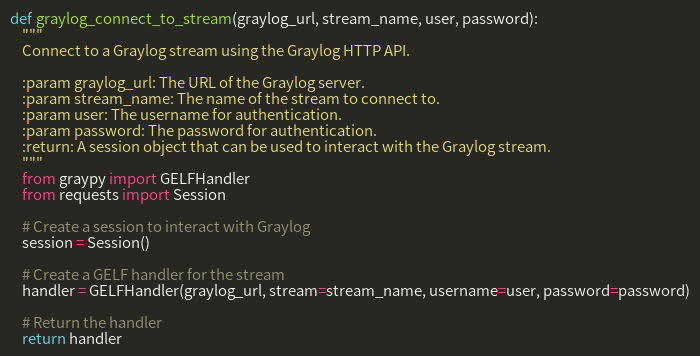 def graylog_connect_to_stream(graylog_url, stream_name, user, password):
"""
Connect to a Graylog stream using the Graylog HTTP API.
:param graylog_url: The URL of the Graylog server.
:param stream_name: The name of the stream to connect to.
:param user: The username for authentication.
:param password: The password for authentication.
:return: A session object that can be used to interact with the Graylog stream.
"""
from graypy import GELFHandler
from requests import Session
# Create a session to interact with Graylog
session = Session()
# Create a GELF handler for the stream
handler = GELFHandler(graylog_url, stream=stream_name, username=user, password=password)
# Return the handler
return handler